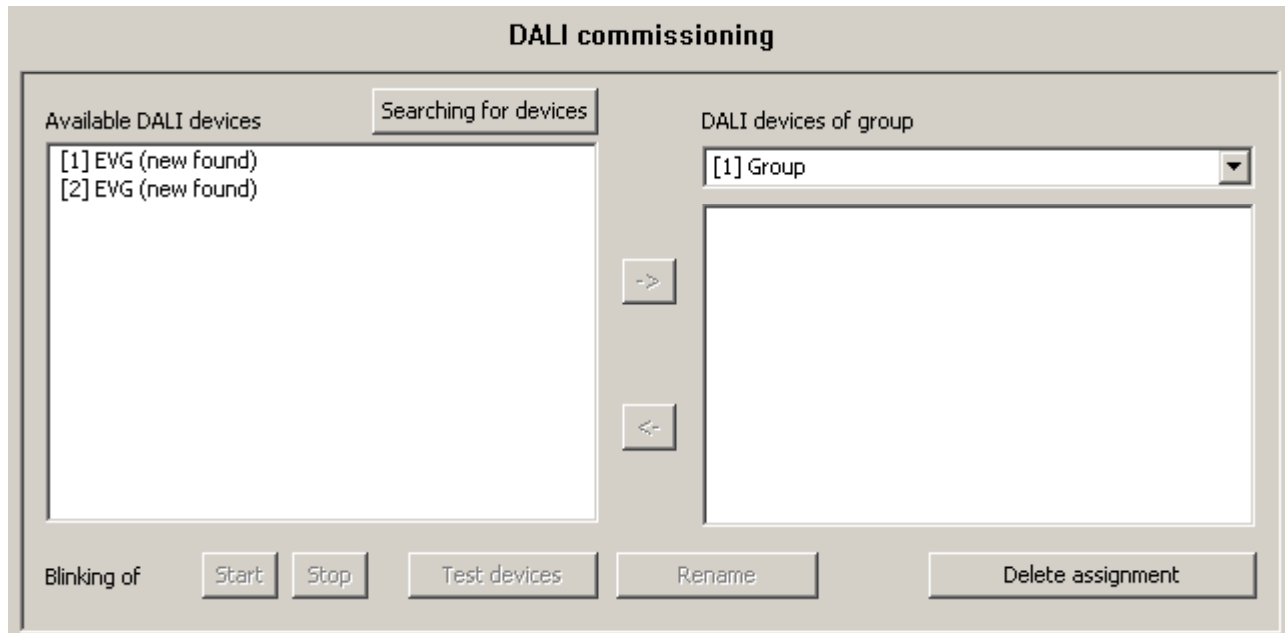 DALI commissioning
Available DALI devices
Searching for devices
[1] EVG (new found)
[2] EVG (new found)
->
<-
DALI devices of group
[1] Group
Blinking of
Start
Stop
Test devices
Rename
Delete assignment